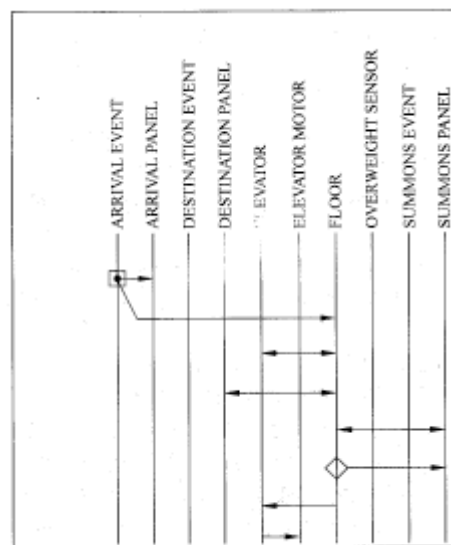 ARRIVAL EVENT
ARRIVAL PANEL
DESTINATION EVENT
DESTINATION PANEL
ELEVATOR MOTOR
FLOOR
OVERWEIGHT SENSOR
SUMMONS EVENT
SUMMONS PANEL